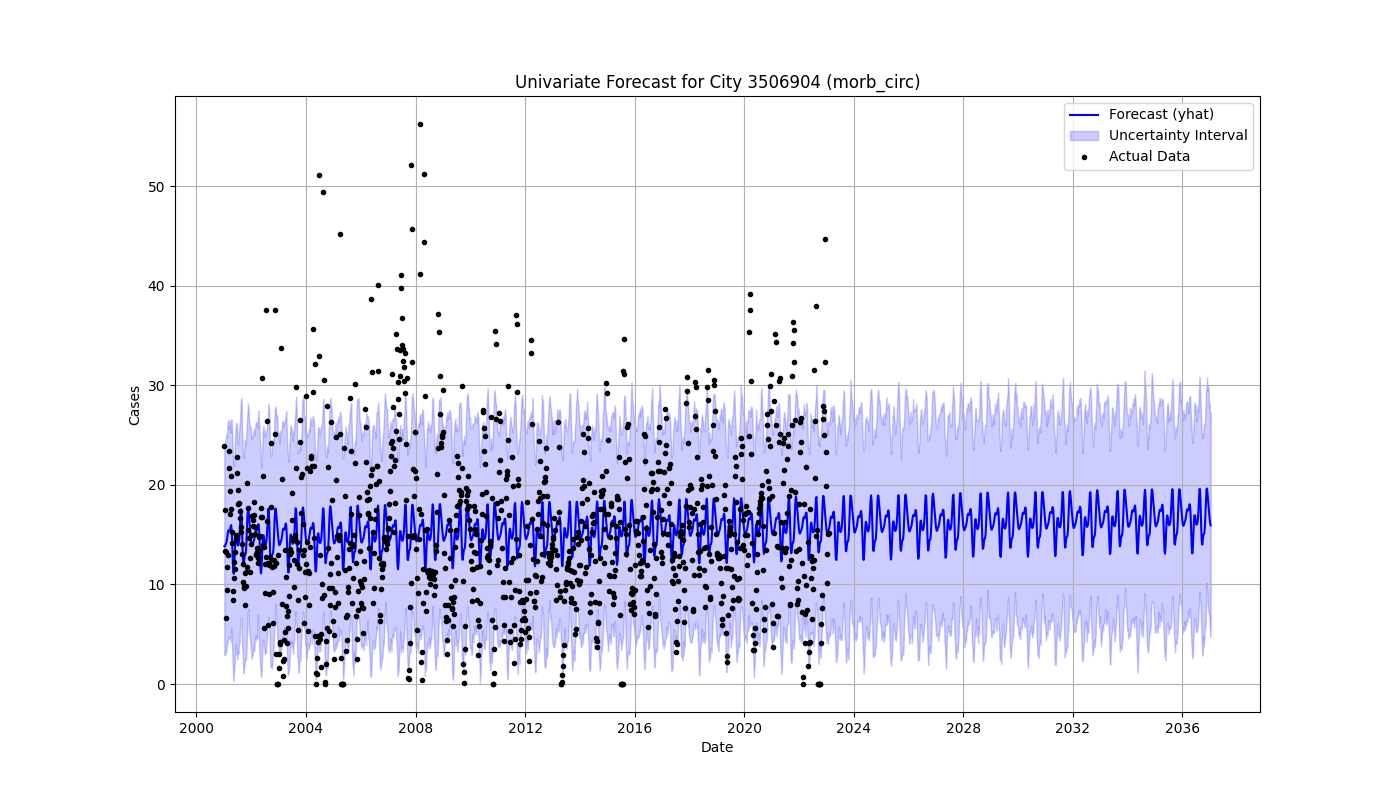 Univariate Forecast for City 3506904 (morb_circ)
Forecast (yhat)
Uncertainty Interval
Actual Data
Cases
50
40
30
20
10
0
2000 2004 2008 2012 2016 2020 2024 2028 2032 2036
Date